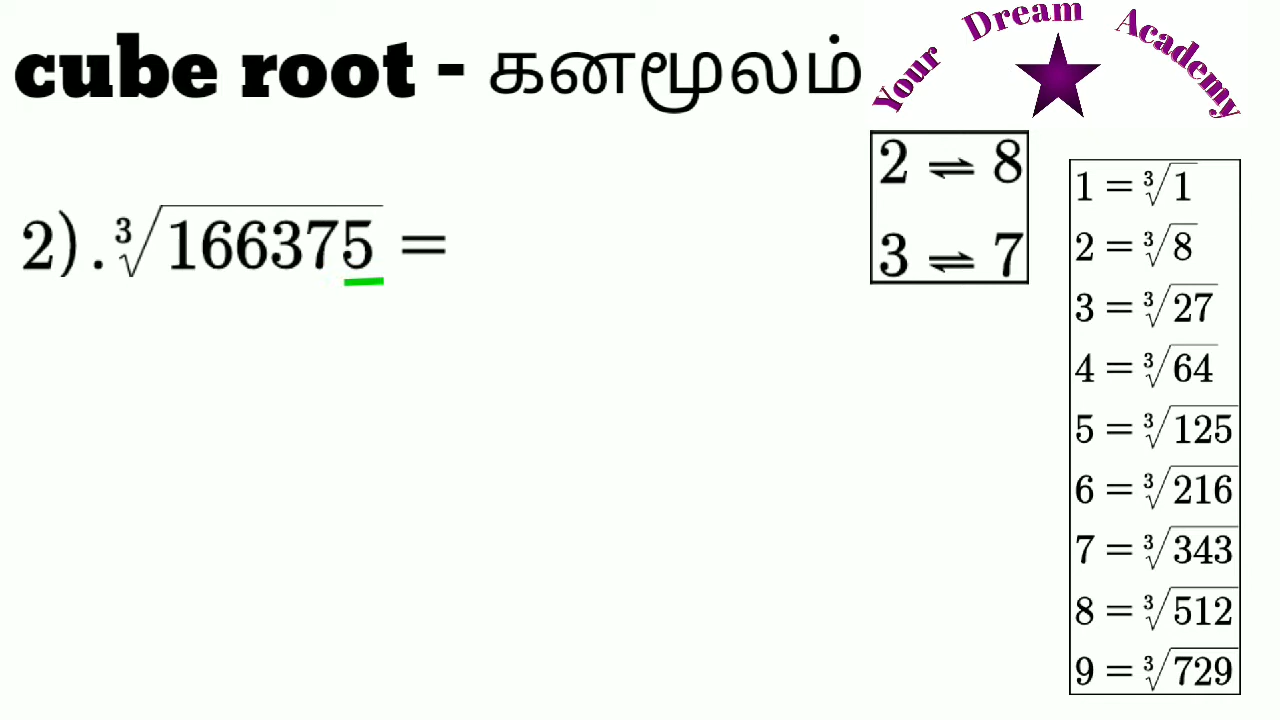 cube root - கனமூலம்
Your Dream Academy
2). ∛166375 =
2 ⇌ 8
3 ⇌ 7
1 = ∛1
2 = ∛8
3 = ∛27
4 = ∛64
5 = ∛125
6 = ∛216
7 = ∛343
8 = ∛512
9 = ∛729